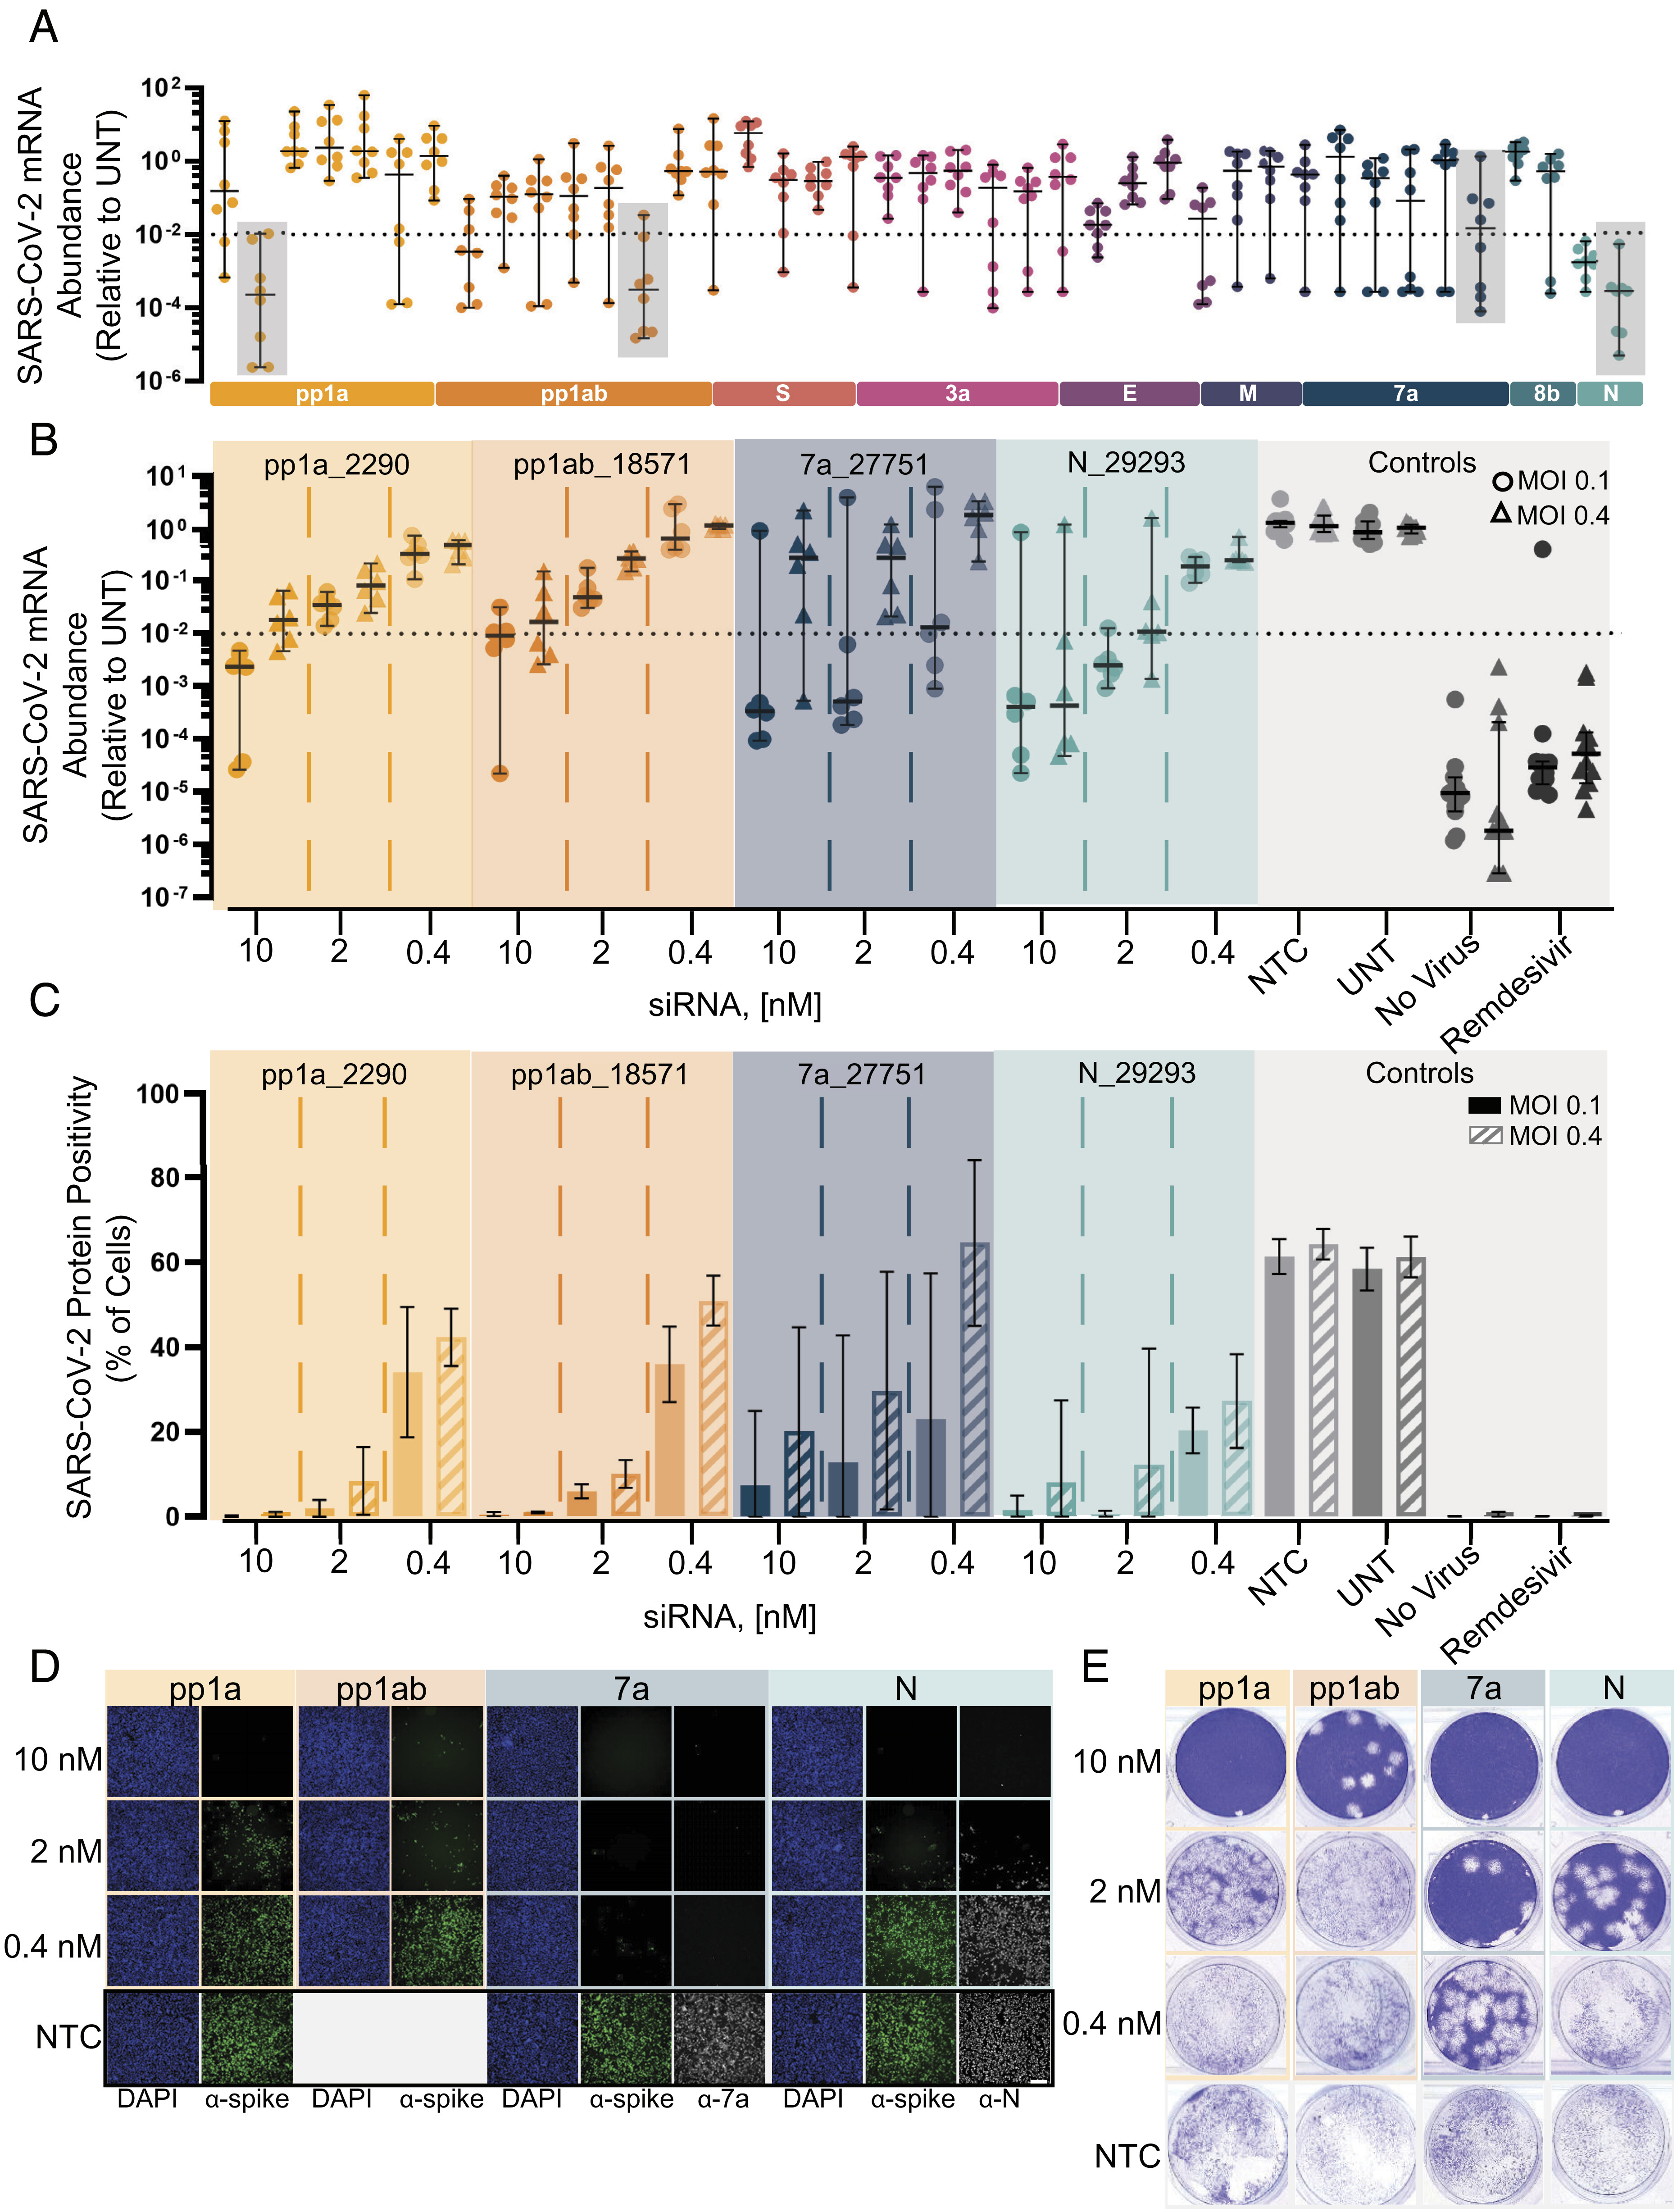 A
SARS-CoV-2 mRNA
Abundance
(Relative to UNT)
10²
10⁰
10⁻²
10⁻⁴
10⁻⁶
pp1a pp1ab S 3a E M 7a 8b N
B
SARS-CoV-2 mRNA
Abundance
(Relative to UNT)
10¹
10⁰
10⁻¹
10⁻²
10⁻³
10⁻⁴
10⁻⁵
10⁻⁶
10⁻⁷
pp1a_2290 pp1ab_18571 7a_27751 N_29293 Controls
MOI 0.1
MOI 0.4
10 2 0.4 10 2 0.4 10 2 0.4 10 2 0.4 NTC UNT No Virus Remdesivir
siRNA, [nM]
C
SARS-CoV-2 Protein Positivity
(% of Cells)
100
80
60
40
20
0
pp1a_2290 pp1ab_18571 7a_27751 N_29293 Controls
MOI 0.1
MOI 0.4
10 2 0.4 10 2 0.4 10 2 0.4 10 2 0.4 NTC UNT No Virus Remdesivir
siRNA, [nM]
D
pp1a pp1ab 7a N
10 nM
2 nM
0.4 nM
NTC
DAPI α-spike DAPI α-spike DAPI α-spike α-7a DAPI α-spike α-N
E
pp1a pp1ab 7a N
10 nM
2 nM
0.4 nM
NTC